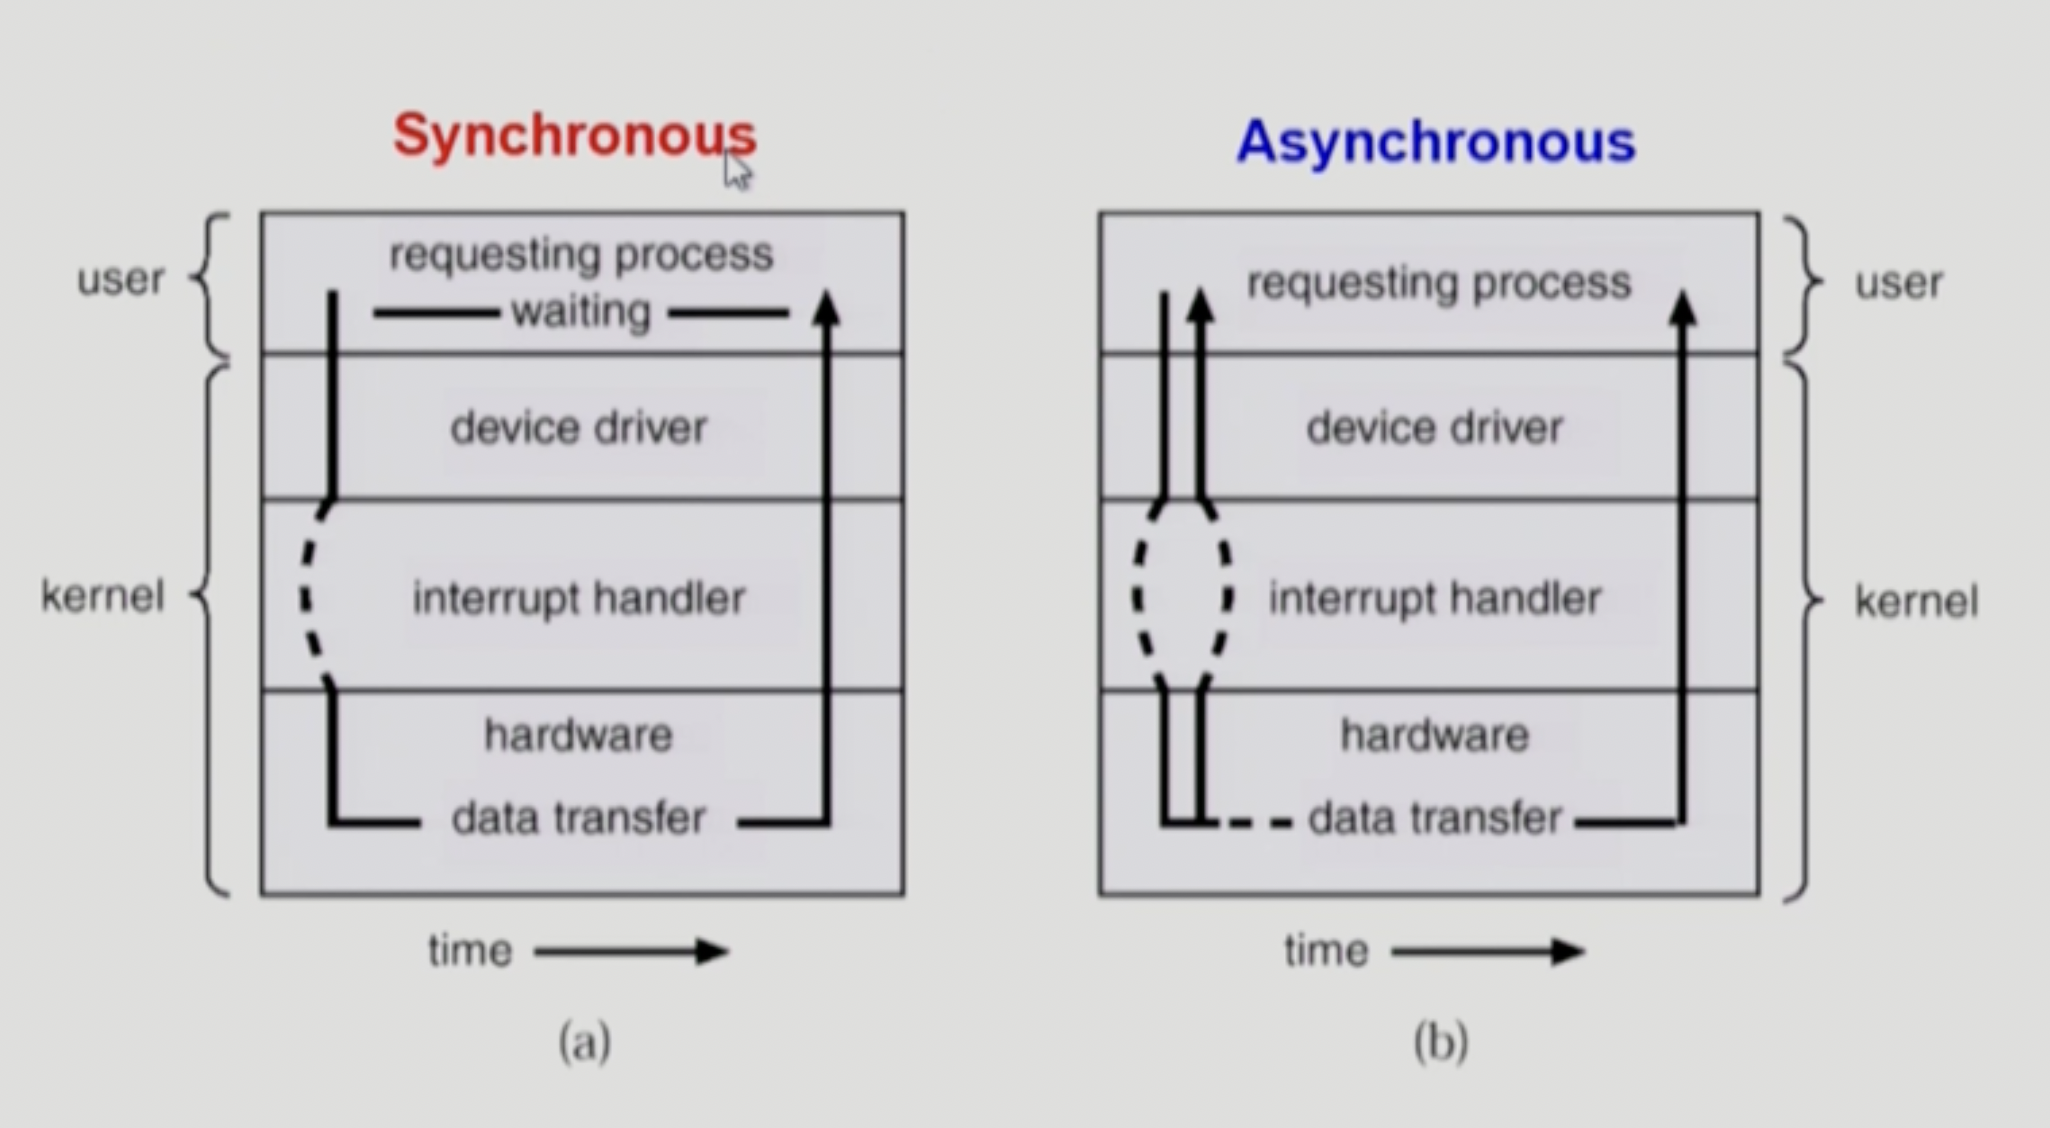 Synchronous
user
requesting process
waiting
device driver
kernel
interrupt handler
hardware
data transfer
time
(a)
Asynchronous
requesting process
user
device driver
interrupt handler
kernel
hardware
data transfer
time
(b)